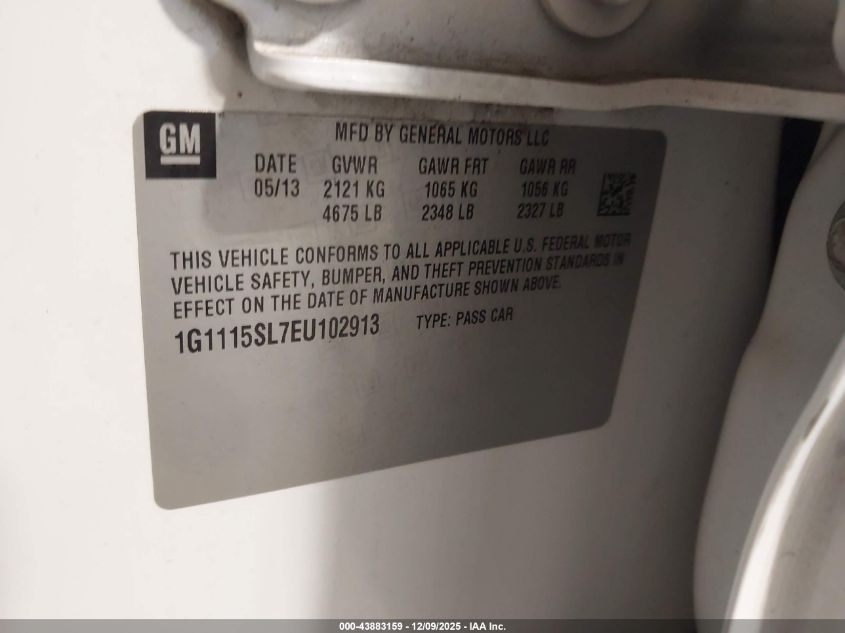 GM
MFD BY GENERAL MOTORS LLC
DATE GVWR GAWR FRT GAWR RR
05/13 2121 KG 1065 KG 1056 KG
4675 LB 2348 LB 2327 LB
THIS VEHICLE CONFORMS TO ALL APPLICABLE U.S. FEDERAL MOTOR
VEHICLE SAFETY, BUMPER, AND THEFT PREVENTION STANDARDS IN
EFFECT ON THE DATE OF MANUFACTURE SHOWN ABOVE.
1G1115SL7EU102913 TYPE: PASS CAR
000-43883159 - 12/09/2025 - IAA Inc.